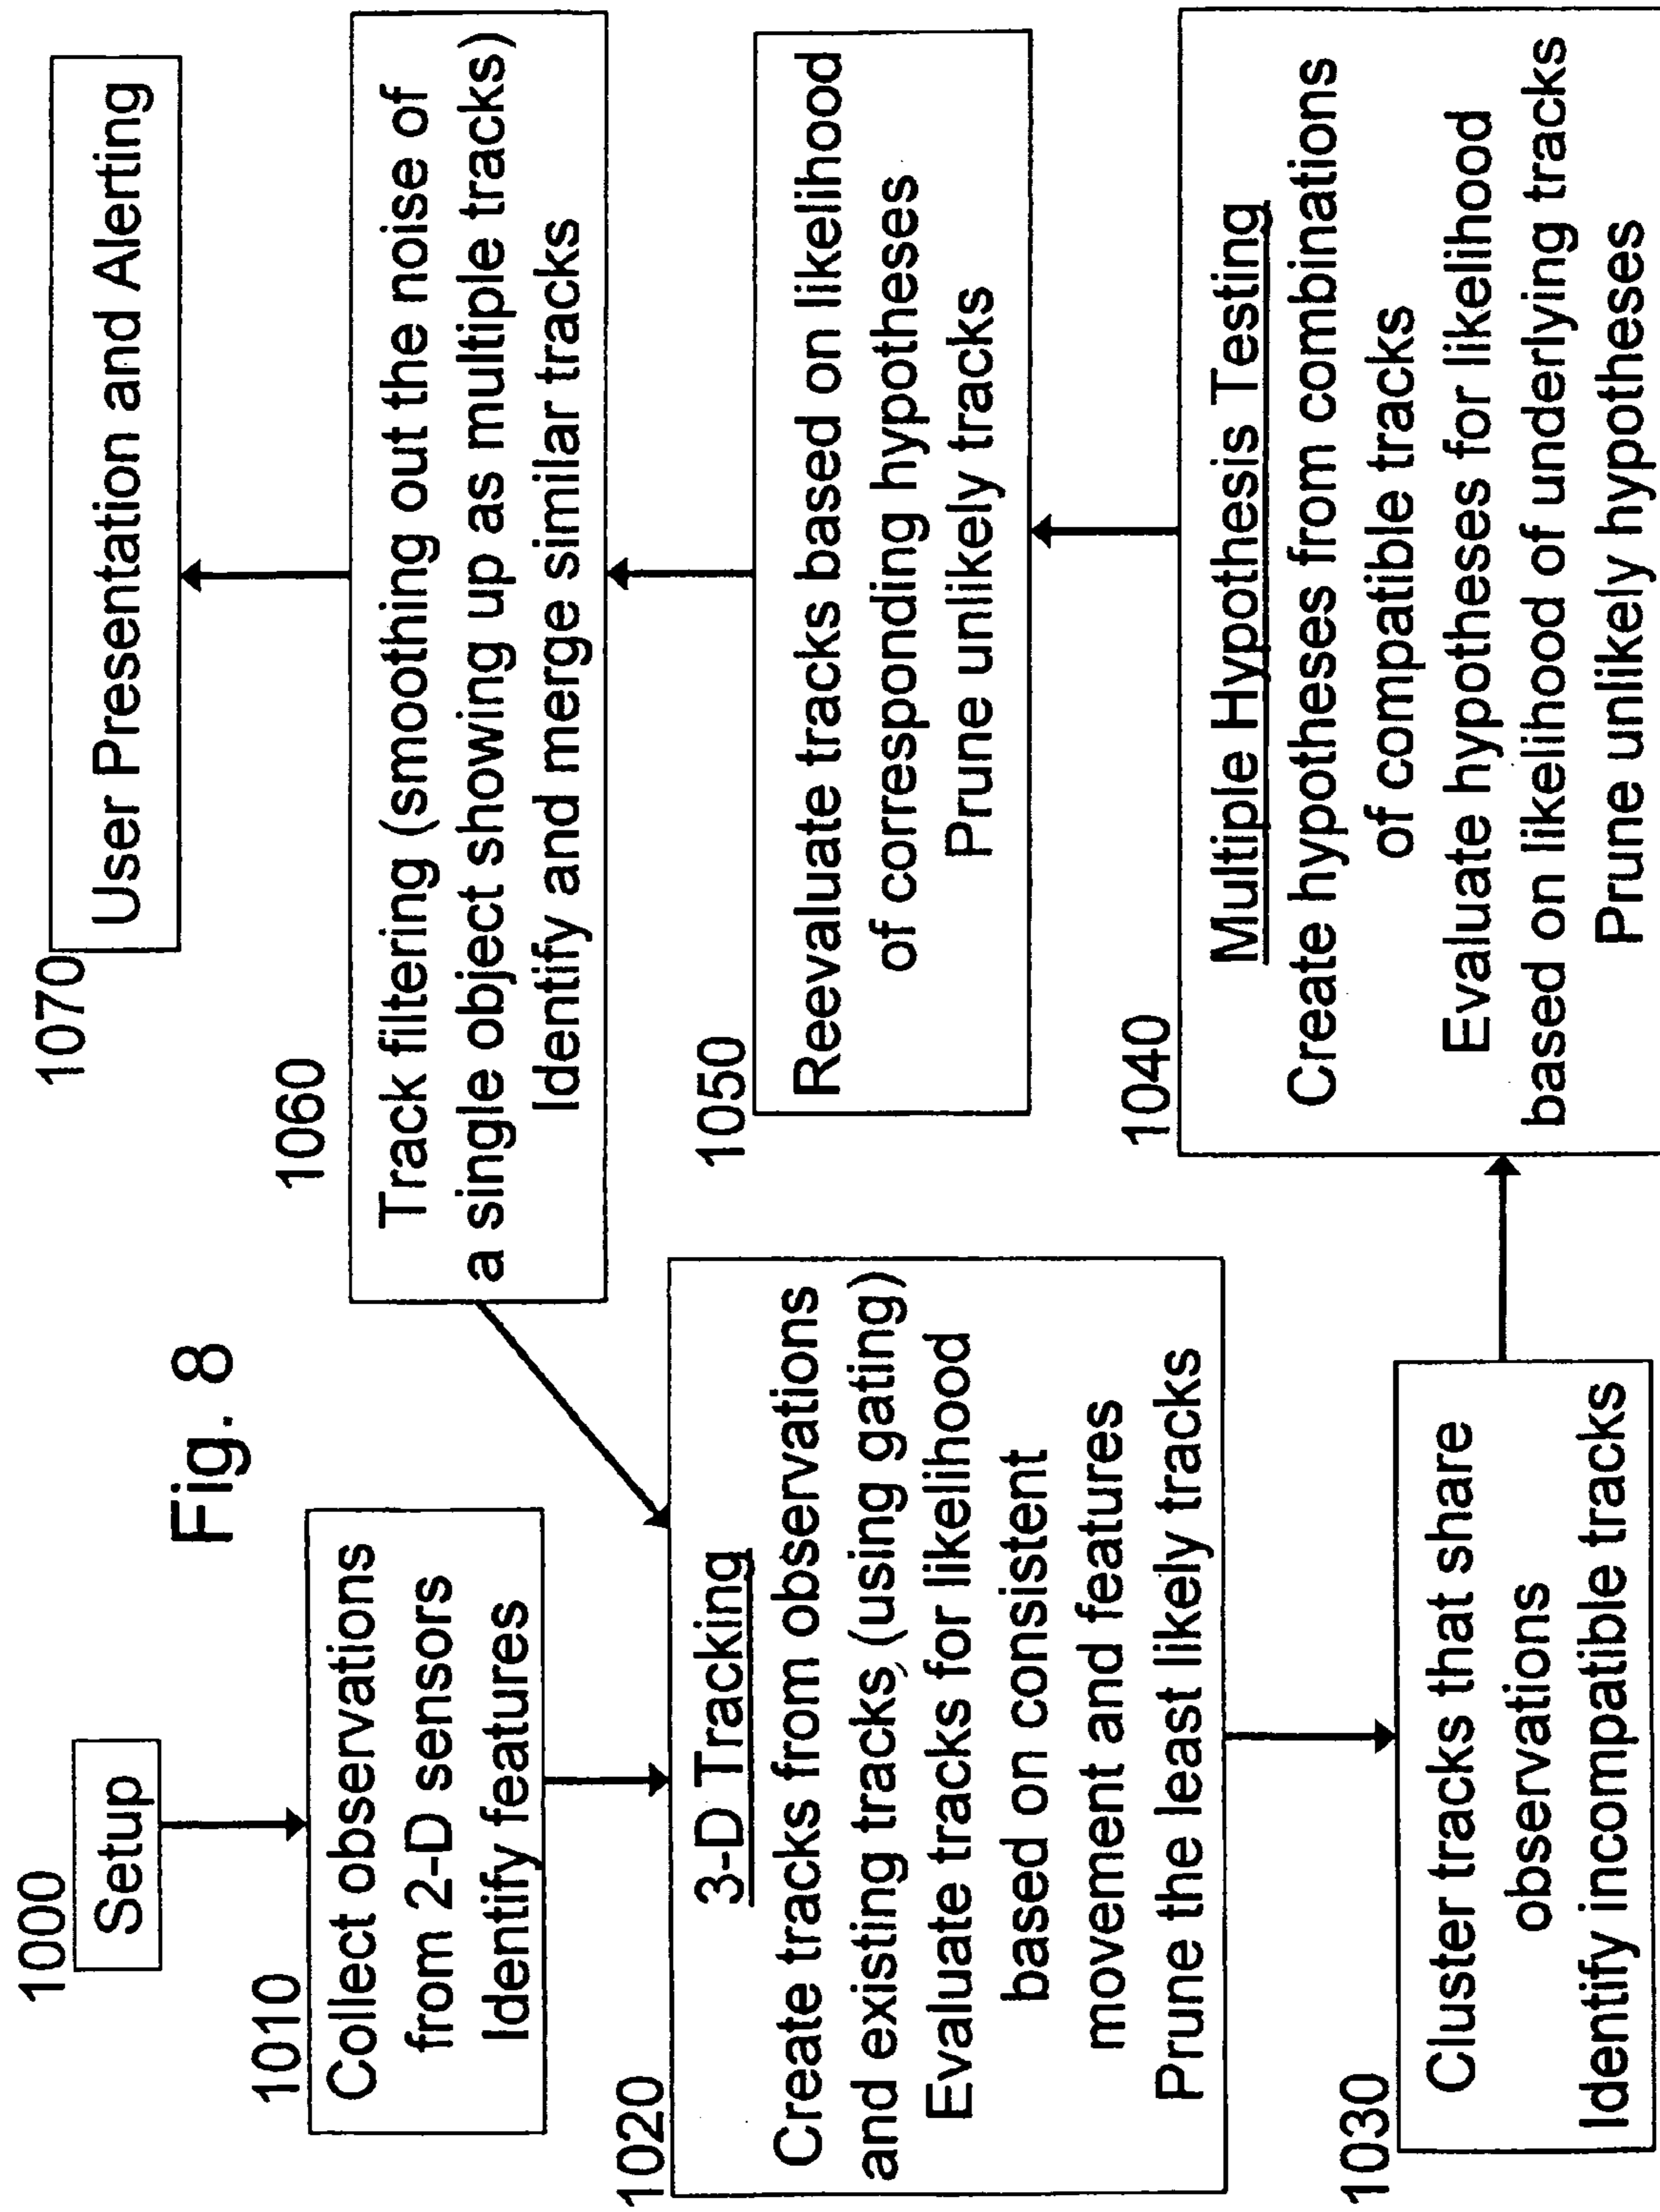 Fig. 8
1000
Setup
1010
Collect observations
from 2-D sensors
Identify features
1020
3-D Tracking
Create tracks from observations
and existing tracks (using gating)
Evaluate tracks for likelihood
based on consistent
movement and features
Prune the least likely tracks
1030
Cluster tracks that share
observations
Identify incompatible tracks
1040
Multiple Hypothesis Testing
Create hypotheses from combinations
of compatible tracks
Evaluate hypotheses for likelihood
based on likelihood of underlying tracks
Prune unlikely hypotheses
1050
Reevaluate tracks based on likelihood
of corresponding hypotheses
Prune unlikely tracks
1060
Track filtering (smoothing out the noise of
a single object showing up as multiple tracks)
Identify and merge similar tracks
1070
User Presentation and Alerting